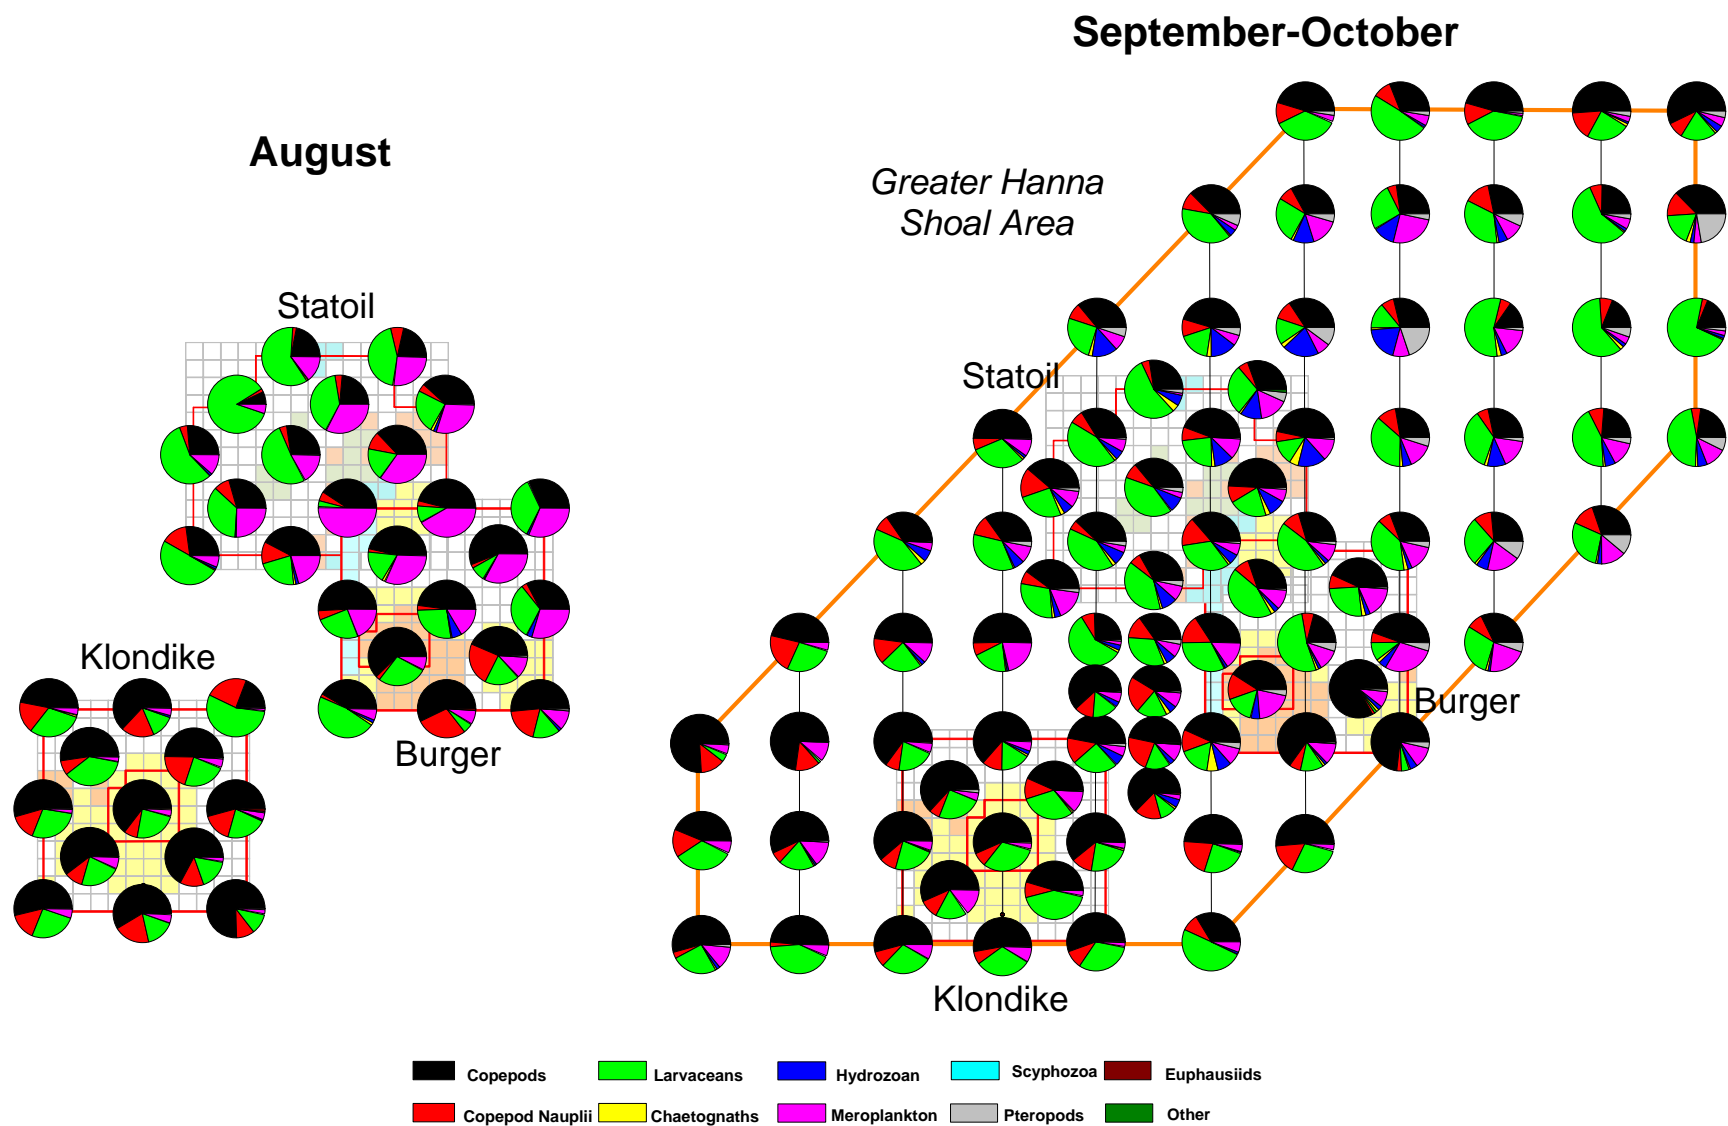 September-October
August
Greater Hanna
Shoal Area
Statoil
Statoil
Klondike
Burger
Burger
Klondike
Copepods
Larvaceans
Hydrozoan
Scyphozoa
Euphausiids
Copepod Nauplii
Chaetognaths
Meroplankton
Pteropods
Other